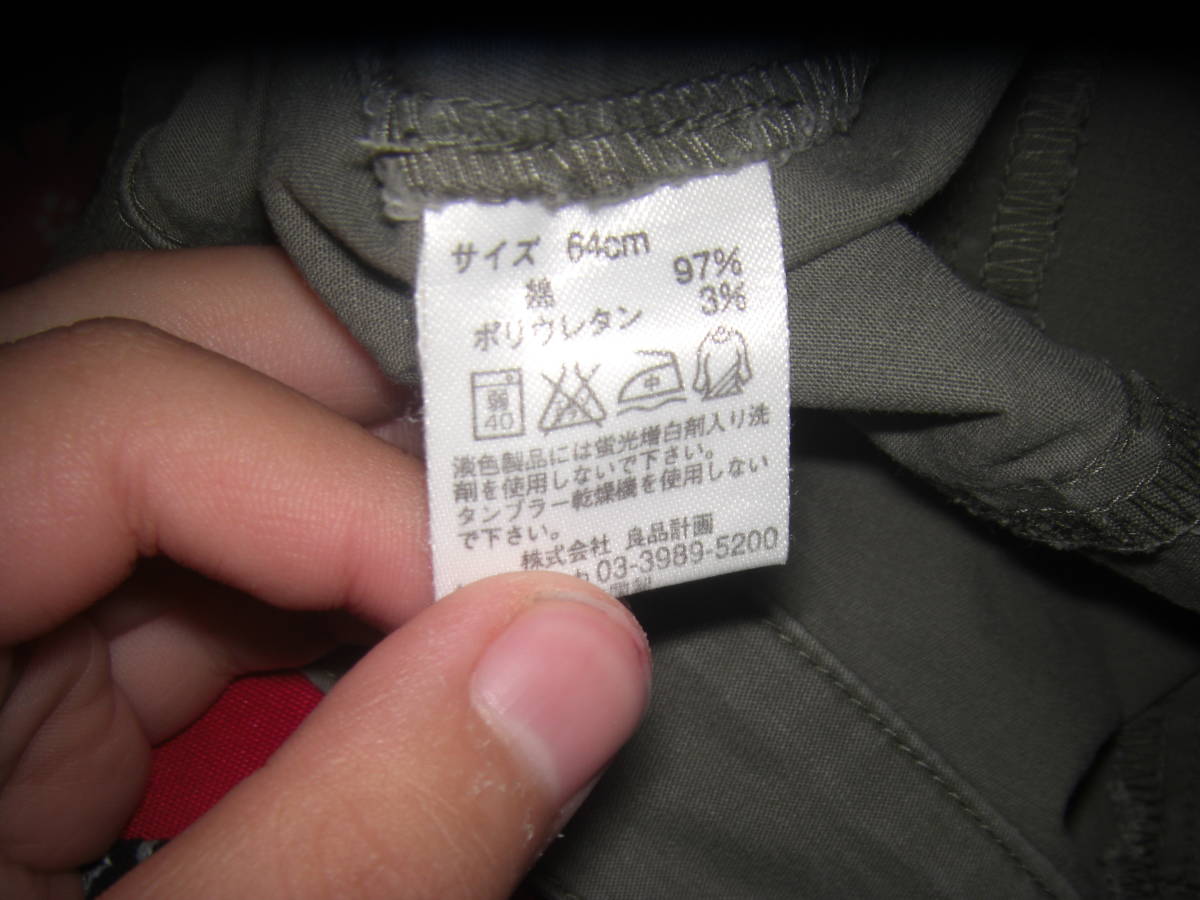 サイズ 64cm
綿 97%
ポリウレタン 3%
弱
40
中
淡色製品には蛍光増白剤入り洗
剤を使用しないで下さい。
タンブラー乾燥機を使用しない
で下さい。
株式会社 良品計画
03-3989-5200